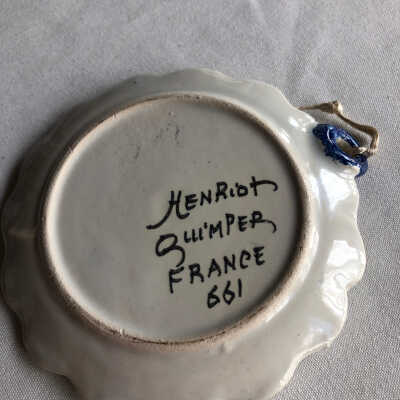 HENRIOT
QUIMPER
FRANCE
661